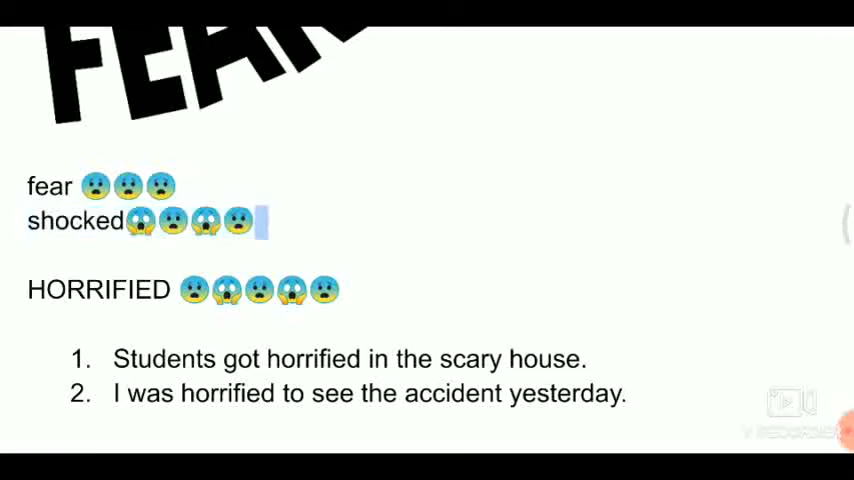 FEAR
fear 😨😨😨
shocked😱😨😱😨
HORRIFIED 😨😱😨😱😨
1. Students got horrified in the scary house.
2. I was horrified to see the accident yesterday.